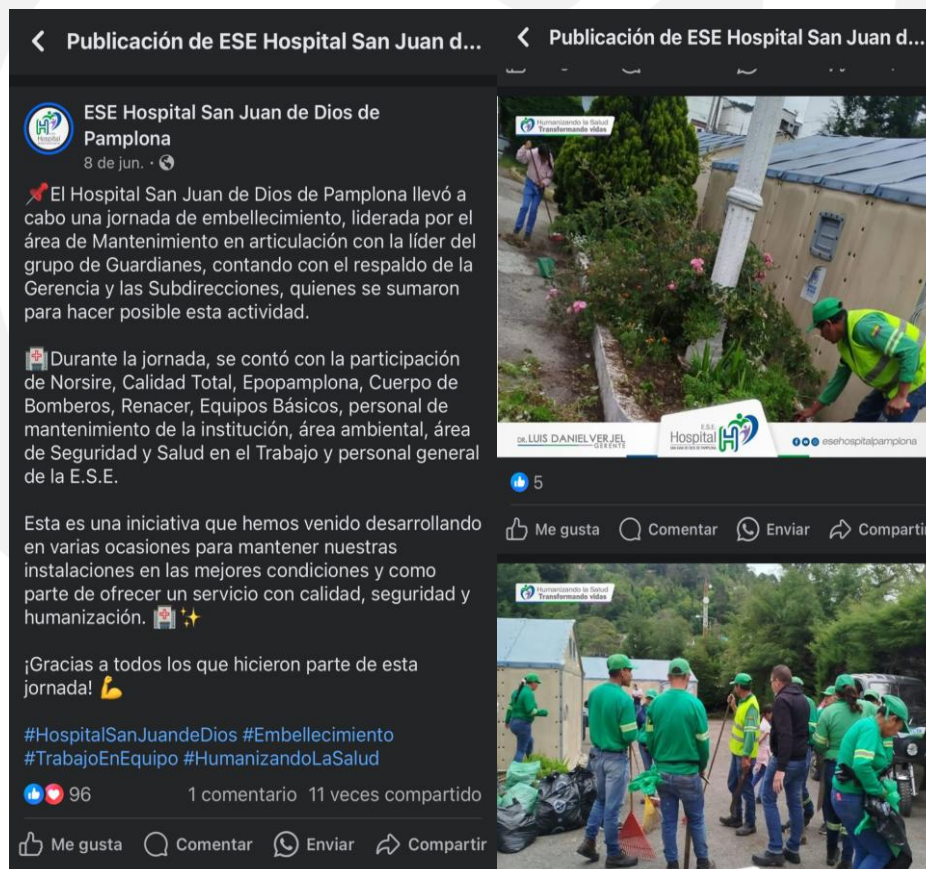 Publicación de ESE Hospital San Juan d...
ESE Hospital San Juan de Dios de
Pamplona
8 de jun. ·
📌El Hospital San Juan de Dios de Pamplona llevó a
cabo una jornada de embellecimiento, liderada por el
área de Mantenimiento en articulación con la líder del
grupo de Guardianes, contando con el respaldo de la
Gerencia y las Subdirecciones, quienes se sumaron
para hacer posible esta actividad.
🏥Durante la jornada, se contó con la participación
de Norsire, Calidad Total, Epopamplona, Cuerpo de
Bomberos, Renacer, Equipos Básicos, personal de
mantenimiento de la institución, área ambiental, área
de Seguridad y Salud en el Trabajo y personal general
de la E.S.E.
Esta es una iniciativa que hemos venido desarrollando
en varias ocasiones para mantener nuestras
instalaciones en las mejores condiciones y como
parte de ofrecer un servicio con calidad, seguridad y
humanización. 🏥✨
¡Gracias a todos los que hicieron parte de esta
jornada! 💪
#HospitalSanJuandeDios #Embellecimiento
#TrabajoEnEquipo #HumanizandoLaSalud
96 1 comentario 11 veces compartido
Me gusta Comentar Enviar Compartir
Publicación de ESE Hospital San Juan d...
Humanizando la Salud
Transformando vidas
DR. LUIS DANIEL VERJEL
GERENTE
E.S.E.
Hospital
esehospitalpamplona
5
Me gusta Comentar Enviar Compartir
Humanizando la Salud
Transformando vidas